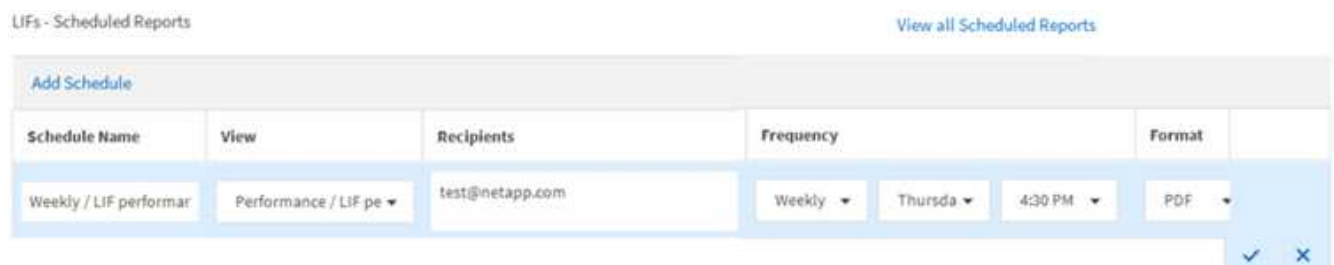 LIFs - Scheduled Reports
View all Scheduled Reports
Add Schedule
Schedule Name View Recipients Frequency Format
Weekly / LIF performar Performance / LIF pe test@netapp.com Weekly Thursda 4:30 PM PDF